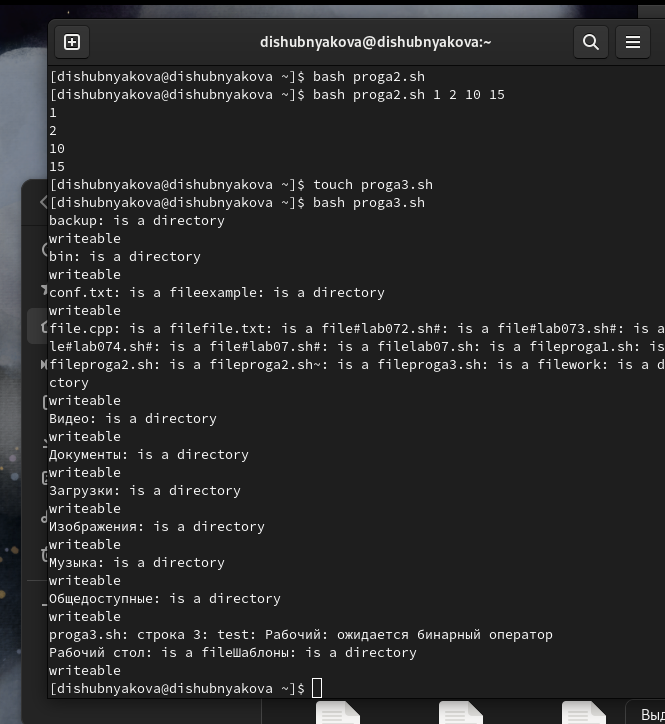 dishubnyakova@dishubnyakova:~
[dishubnyakova@dishubnyakova ~]$ bash proga2.sh
[dishubnyakova@dishubnyakova ~]$ bash proga2.sh 1 2 10 15
1
2
10
15
[dishubnyakova@dishubnyakova ~]$ touch proga3.sh
[dishubnyakova@dishubnyakova ~]$ bash proga3.sh
backup: is a directory
writeable
bin: is a directory
writeable
conf.txt: is a fileexample: is a directory
writeable
file.cpp: is a filefile.txt: is a file#lab072.sh#: is a file#lab073.sh#: is a
le#lab074.sh#: is a file#lab07.sh#: is a filelab07.sh: is a fileproga1.sh: is
fileproga2.sh: is a fileproga2.sh~: is a fileproga3.sh: is a filework: is a d
ctory
writeable
Видео: is a directory
writeable
Документы: is a directory
writeable
Загрузки: is a directory
writeable
Изображения: is a directory
writeable
Музыка: is a directory
writeable
Общедоступные: is a directory
writeable
proga3.sh: строка 3: test: Рабочий: ожидается бинарный оператор
Рабочий стол: is a fileШаблоны: is a directory
writeable
[dishubnyakova@dishubnyakova ~]$